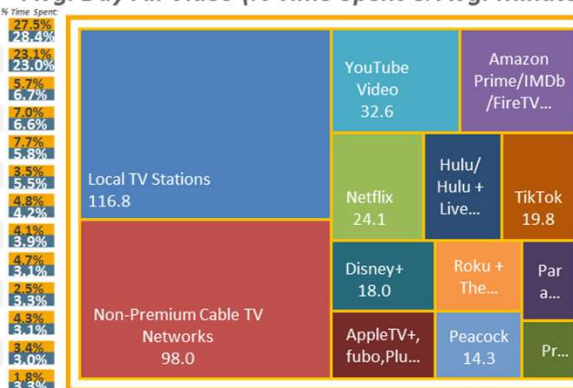 % Time Spent:
27.5%
28.4%
23.1%
23.0%
5.7%
6.7%
7.0%
6.6%
7.7%
5.8%
3.5%
5.5%
4.8%
4.2%
4.1%
3.9%
4.7%
3.1%
2.5%
3.3%
4.3%
3.1%
3.4%
3.0%
1.8%
3.3%
Local TV Stations
116.8
Non-Premium Cable TV
Networks
98.0
YouTube
Video
32.6
Amazon
Prime/IMDb
/FireTV...
Netflix
24.1
Hulu/
Hulu +
Live...
TikTok
19.8
Disney+
18.0
Roku +
The...
Par
a...
AppleTV+,
fubo,Plu...
Peacock
14.3
Pr...